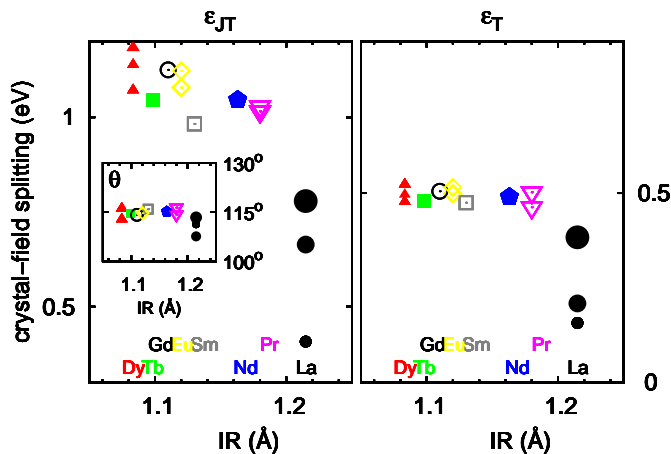 ε_JT ε_T
crystal-field splitting (eV)
1
0.5
0.5
0
θ
130°
115°
100°
1.1 1.2
IR (Å)
Gd Eu Sm Pr
Dy Tb Nd La
Gd Eu Sm Pr
Dy Tb Nd La
1.1 1.2
1.1 1.2
IR (Å)
IR (Å)